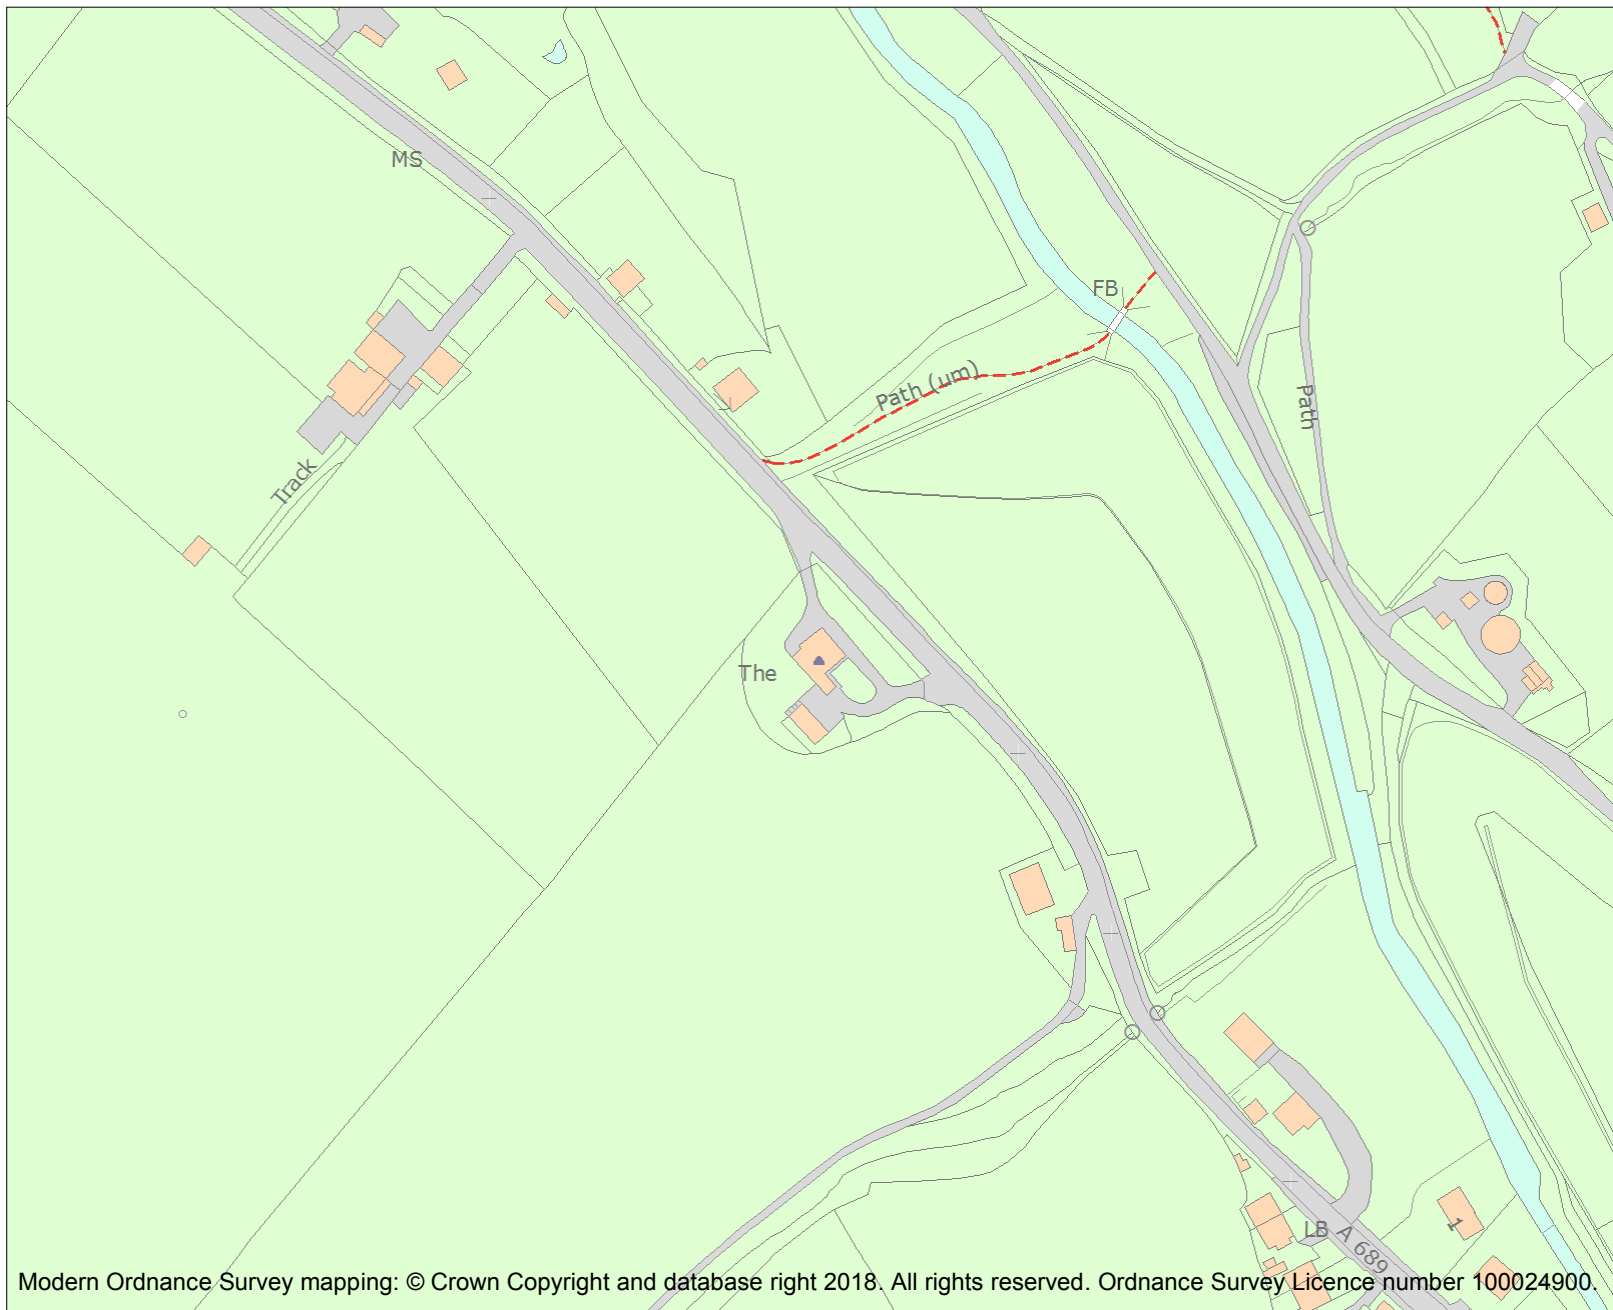 MS
FB
Path (um)
Path
Track
The
1
LB
A 689
Modern Ordnance Survey mapping: © Crown Copyright and database right 2018. All rights reserved. Ordnance Survey Licence number 100024900.